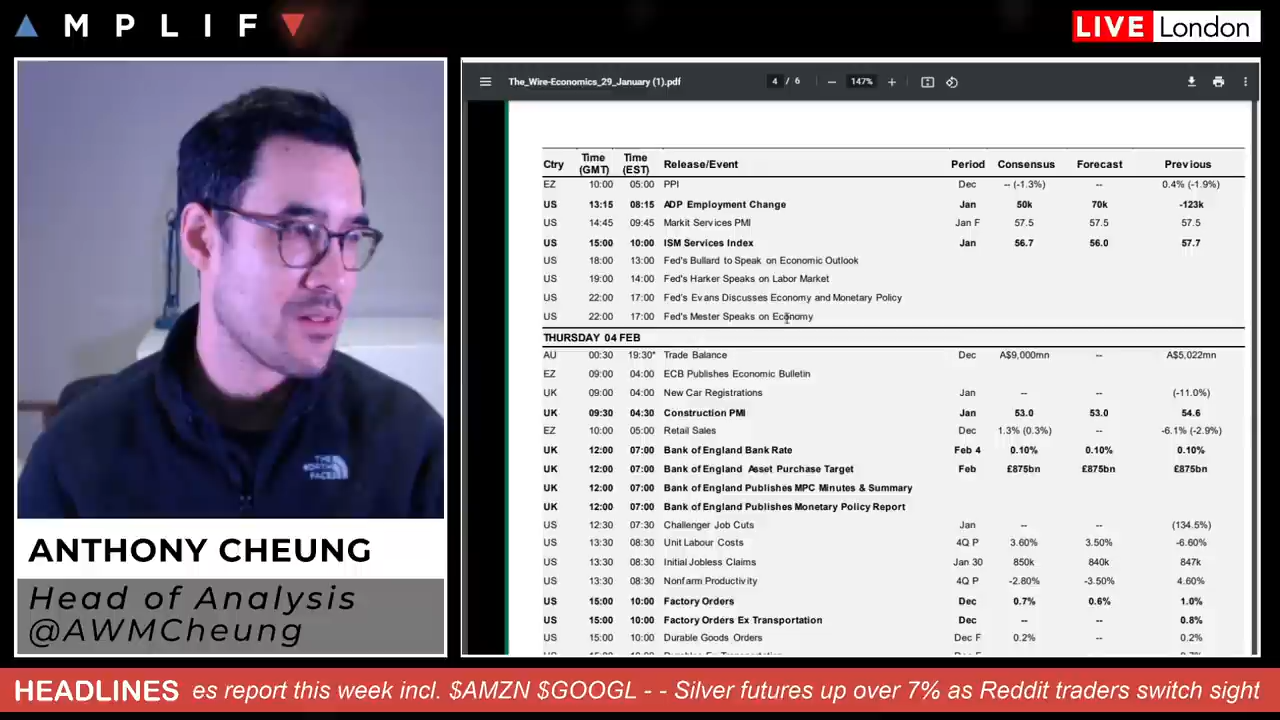 AMPLIFY
LIVE London
The_Wire-Economics_29_January (1).pdf 4 / 6 147%
Ctry Time (GMT) Time (EST) Release/Event Period Consensus Forecast Previous
EZ 10:00 05:00 PPI Dec -- (-1.3%) -- 0.4% (-1.9%)
US 13:15 08:15 ADP Employment Change Jan 50k 70k -123k
US 14:45 09:45 Markit Services PMI Jan F 57.5 57.5 57.5
US 15:00 10:00 ISM Services Index Jan 56.7 56.0 57.7
US 18:00 13:00 Fed's Bullard to Speak on Economic Outlook
US 19:00 14:00 Fed's Harker Speaks on Labor Market
US 22:00 17:00 Fed's Evans Discusses Economy and Monetary Policy
US 22:00 17:00 Fed's Mester Speaks on Economy
THURSDAY 04 FEB
AU 00:30 19:30* Trade Balance Dec A$9,000mn -- A$5,022mn
EZ 09:00 04:00 ECB Publishes Economic Bulletin
UK 09:00 04:00 New Car Registrations Jan -- -- (-11.0%)
UK 09:30 04:30 Construction PMI Jan 53.0 53.0 54.6
EZ 10:00 05:00 Retail Sales Dec 1.3% (0.3%) -- -6.1% (-2.9%)
UK 12:00 07:00 Bank of England Bank Rate Feb 4 0.10% 0.10% 0.10%
UK 12:00 07:00 Bank of England Asset Purchase Target Feb £875bn £875bn £875bn
UK 12:00 07:00 Bank of England Publishes MPC Minutes & Summary
UK 12:00 07:00 Bank of England Publishes Monetary Policy Report
US 12:30 07:30 Challenger Job Cuts Jan -- -- (134.5%)
US 13:30 08:30 Unit Labour Costs 4Q P 3.60% 3.50% -6.60%
US 13:30 08:30 Initial Jobless Claims Jan 30 850k 840k 847k
US 13:30 08:30 Nonfarm Productivity 4Q P -2.80% -3.50% 4.60%
US 15:00 10:00 Factory Orders Dec 0.7% 0.6% 1.0%
US 15:00 10:00 Factory Orders Ex Transportation Dec -- -- 0.8%
US 15:00 10:00 Durable Goods Orders Dec F 0.2% -- 0.2%
THE NORTH FACE
ANTHONY CHEUNG
Head of Analysis
@AWMCheung
HEADLINES es report this week incl. $AMZN $GOOGL - - Silver futures up over 7% as Reddit traders switch sight